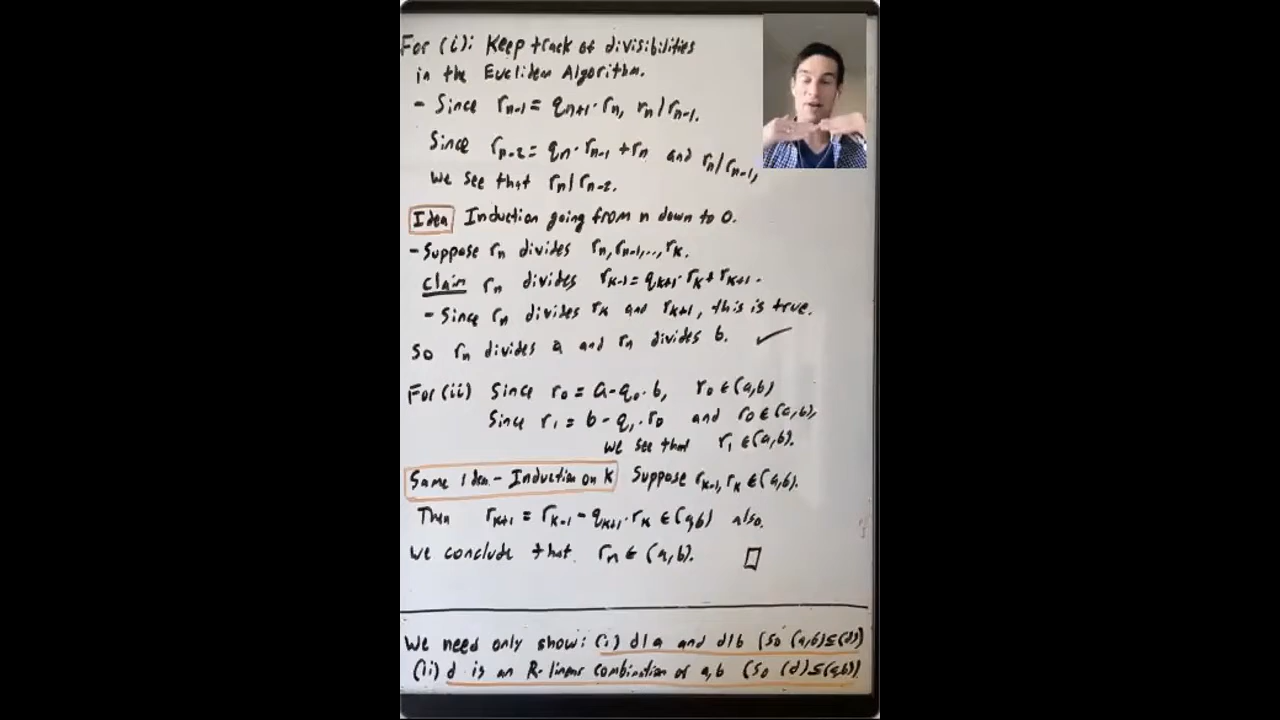 For (i): Keep track of divisibilities
in the Euclidean Algorithm.
- Since rₙ₋₁ = qₙ₊₁·rₙ, rₙ|rₙ₋₁.
Since rₙ₋₂ = qₙ·rₙ₋₁ + rₙ and rₙ|rₙ₋₁,
we see that rₙ|rₙ₋₂.
Idea Induction going from n down to 0.
- Suppose rₙ divides rₙ, rₙ₋₁, ..., rₖ.
Claim rₙ divides rₖ₋₁ = qₖ₊₁·rₖ + rₖ₊₁.
- Since rₙ divides rₖ and rₖ₊₁, this is true.
So rₙ divides a and rₙ divides b. ✓
For (ii) Since r₀ = a - q₀·b, r₀ ∈ (a,b)
Since r₁ = b - q₁·r₀ and r₀ ∈ (a,b),
we see that r₁ ∈ (a,b).
Same Idea - Induction on k Suppose rₖ₋₁, rₖ ∈ (a,b).
Then rₖ₊₁ = rₖ₋₁ - qₖ₊₁·rₖ ∈ (a,b) also.
We conclude that rₙ ∈ (a,b). □
We need only show: (i) d|a and d|b (so (a,b) ⊆ (d))
(ii) d is an R-linear combination of a,b (so (d) ⊆ (a,b))